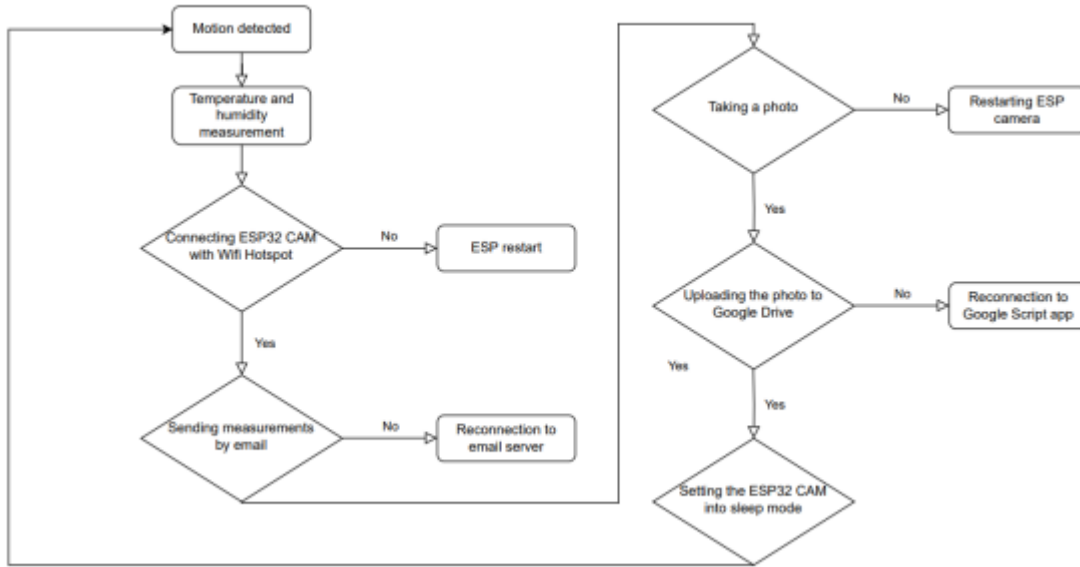 Motion detected
Temperature and
humidity
measurement
Connecting ESP32 CAM
with Wifi Hotspot
No
ESP restart
Yes
Sending measurements
by email
No
Reconnection to
email server
Taking a photo
No
Restarting ESP
camera
Yes
Uploading the photo to
Google Drive
No
Reconnection to
Google Script app
Yes
Yes
Setting the ESP32 CAM
into sleep mode